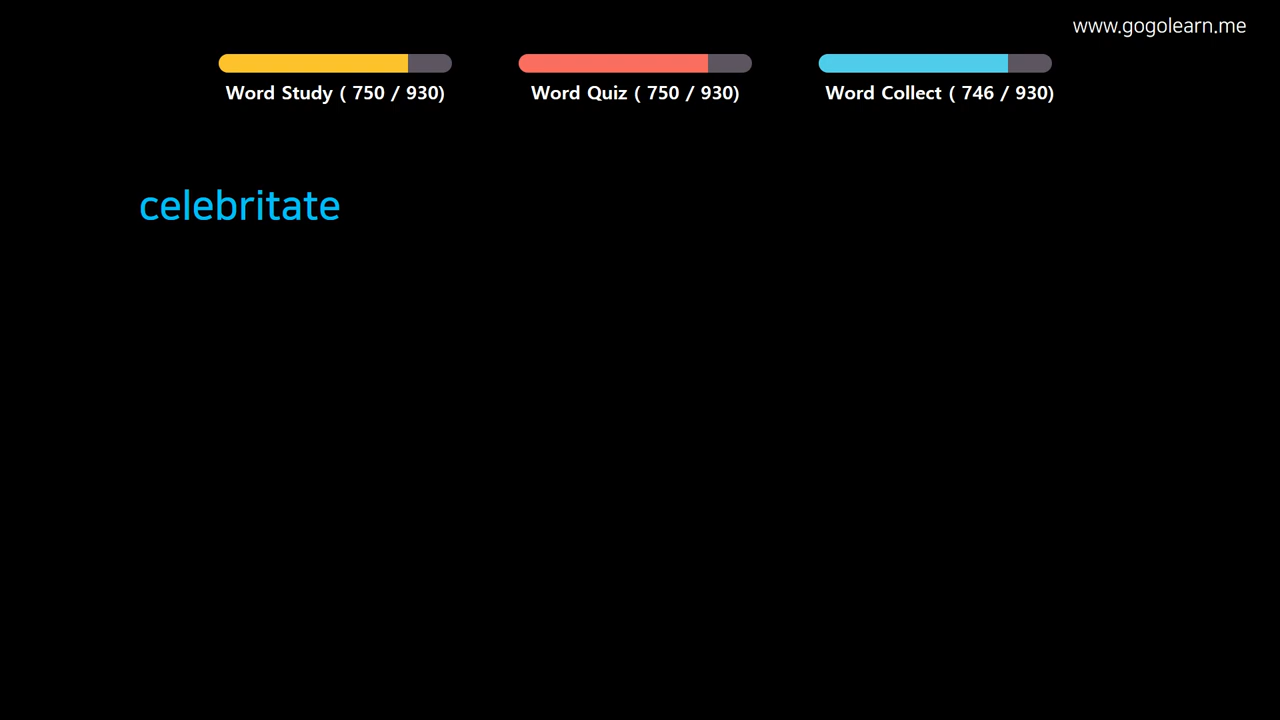 www.gogolearn.me
Word Study ( 750 / 930)
Word Quiz ( 750 / 930)
Word Collect ( 746 / 930)
celebritate